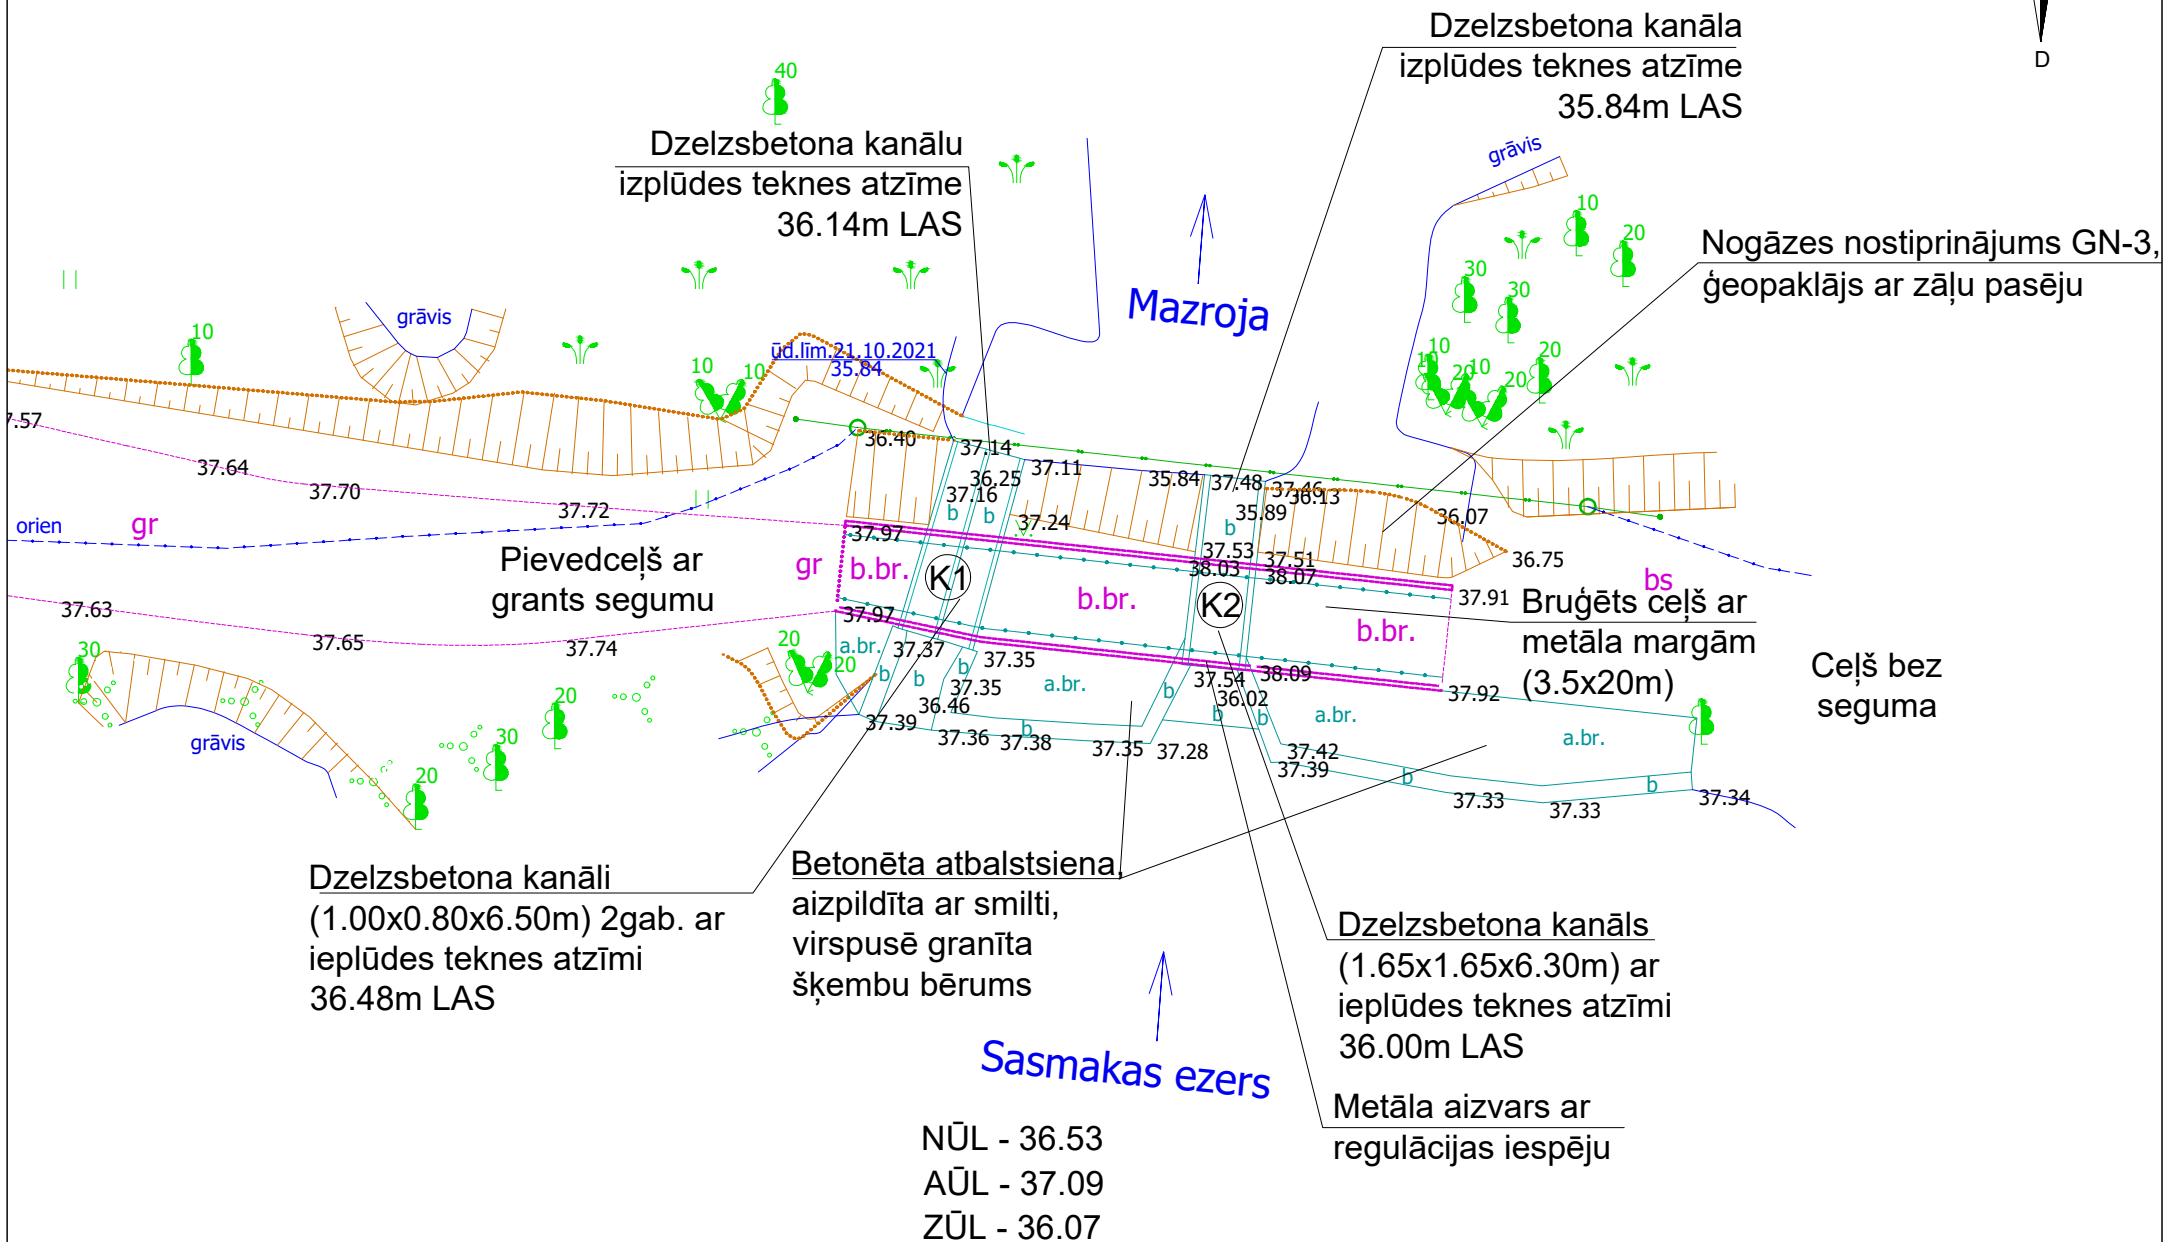 D
Dzelzsbetona kanāla
izplūdes teknes atzīme
35.84m LAS
40
Dzelzsbetona kanālu
izplūdes teknes atzīme
36.14m LAS
grāvis
10
20
30
30
Nogāzes nostiprinājums GN-3,
ģeopaklājs ar zāļu pasēju
Mazroja
grāvis
10
ūd.līm.21.10.2021
35.84
10
10
10
10
20
10
20
20
7.57
37.64
37.70
37.72
36.40
37.14
36.25
37.16
37.11
35.84
37.48
37.46
36.13
35.89
36.07
37.24
b
b
b
orien
gr
Pievedceļš ar
grants segumu
gr
37.97
b.br.
K1
b.br.
37.53
38.03
37.51
38.07
K2
b.br.
36.75
bs
37.91
Bruģēts ceļš ar
metāla margām
(3.5x20m)
Ceļš bez
seguma
37.63
37.65
37.74
37.97
a.br.
37.37
37.35
37.35
36.46
37.39
37.36
37.38
37.35
37.28
b
b
b
b
b
b
b
a.br.
37.54
36.02
38.09
37.92
a.br.
a.br.
37.42
37.39
b
37.33
37.33
b
37.34
30
grāvis
20
30
20
20
20
Dzelzsbetona kanāli
(1.00x0.80x6.50m) 2gab. ar
ieplūdes teknes atzīmi
36.48m LAS
Betonēta atbalstsiena,
aizpildīta ar smilti,
virspusē granīta
šķembu bērums
Dzelzsbetona kanāls
(1.65x1.65x6.30m) ar
ieplūdes teknes atzīmi
36.00m LAS
Sasmakas ezers
Metāla aizvars ar
regulācijas iespēju
NŪL - 36.53
AŪL - 37.09
ZŪL - 36.07